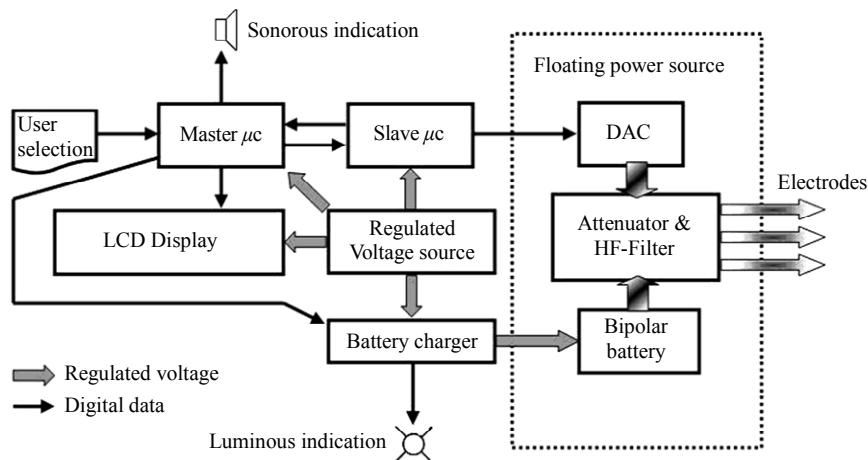 Sonorous indication
Floating power source
User
selection
Master μc
Slave μc
DAC
Electrodes
LCD Display
Regulated
Voltage source
Attenuator &
HF-Filter
Battery charger
Bipolar
battery
Regulated voltage
Digital data
Luminous indication